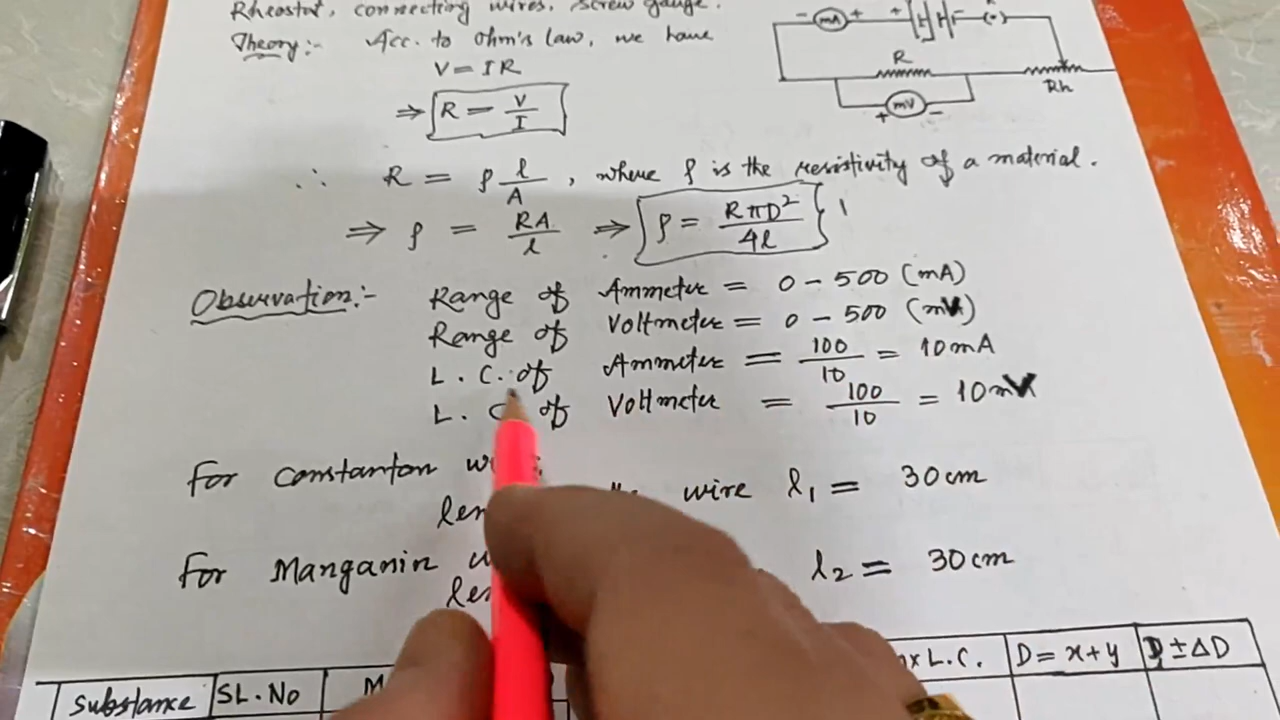 Rheostat, connecting wires, screw gauge.
Theory:- Acc. to Ohm's law, we have
V = IR
⇒ R = V/I
∴ R = ρ l/A, where ρ is the resistivity of a material.
⇒ ρ = RA/l ⇒ ρ = RπD²/4l
- mA + +
R
Rh
+ mV -
Observation:- Range of Ammeter = 0 - 500 (mA)
Range of Voltmeter = 0 - 500 (mV)
L. C. of Ammeter = 100/10 = 10mA
L. C of Voltmeter = 100/10 = 10mV
For Constantan
wire l₁ = 30cm
For Manganin
l₂ = 30cm
Substance SL.No x L.C. D = x+y D ± ΔD